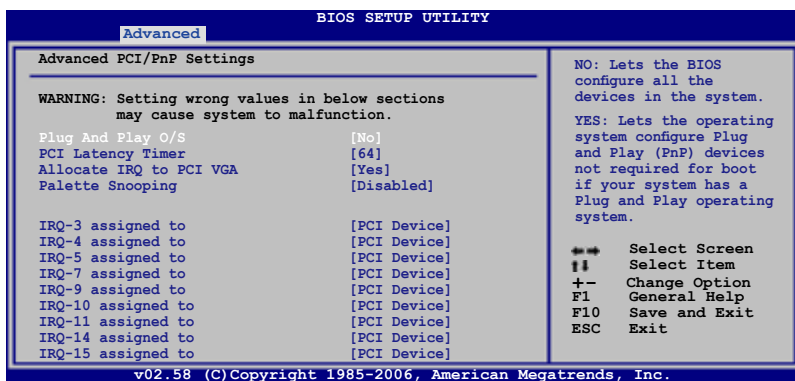 BIOS SETUP UTILITY
Advanced
Advanced PCI/PnP Settings
WARNING: Setting wrong values in below sections
may cause system to malfunction.
Plug And Play O/S [No]
PCI Latency Timer [64]
Allocate IRQ to PCI VGA [Yes]
Palette Snooping [Disabled]
IRQ-3 assigned to [PCI Device]
IRQ-4 assigned to [PCI Device]
IRQ-5 assigned to [PCI Device]
IRQ-7 assigned to [PCI Device]
IRQ-9 assigned to [PCI Device]
IRQ-10 assigned to [PCI Device]
IRQ-11 assigned to [PCI Device]
IRQ-14 assigned to [PCI Device]
IRQ-15 assigned to [PCI Device]
NO: Lets the BIOS
configure all the
devices in the system.
YES: Lets the operating
system configure Plug
and Play (PnP) devices
not required for boot
if your system has a
Plug and Play operating
system.
←→ Select Screen
↑↓ Select Item
+- Change Option
F1 General Help
F10 Save and Exit
ESC Exit
v02.58 (C)Copyright 1985-2006, American Megatrends, Inc.